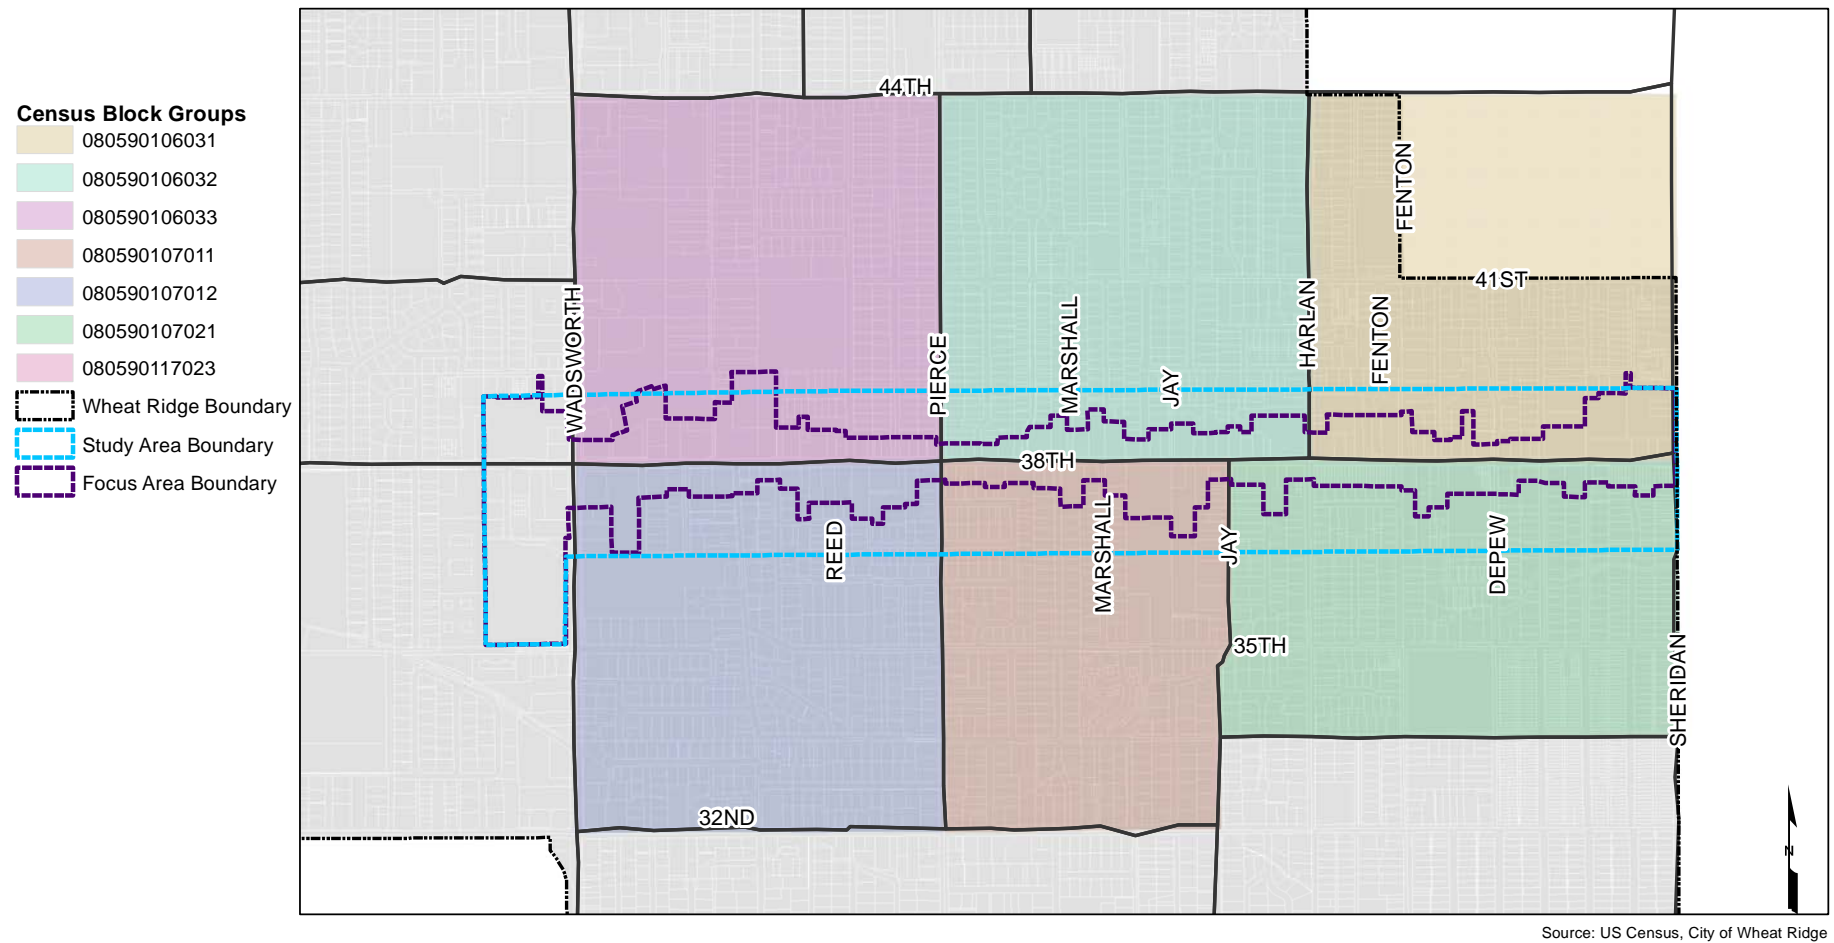 Census Block Groups
080590106031
080590106032
080590106033
080590107011
080590107012
080590107021
080590117023
Wheat Ridge Boundary
Study Area Boundary
Focus Area Boundary
44TH
FENTON
41ST
WADSWORTH
PIERCE
MARSHALL
JAY
HARLAN
FENTON
38TH
REED
MARSHALL
JAY
DEPEW
35TH
SHERIDAN
32ND
N
Source: US Census, City of Wheat Ridge